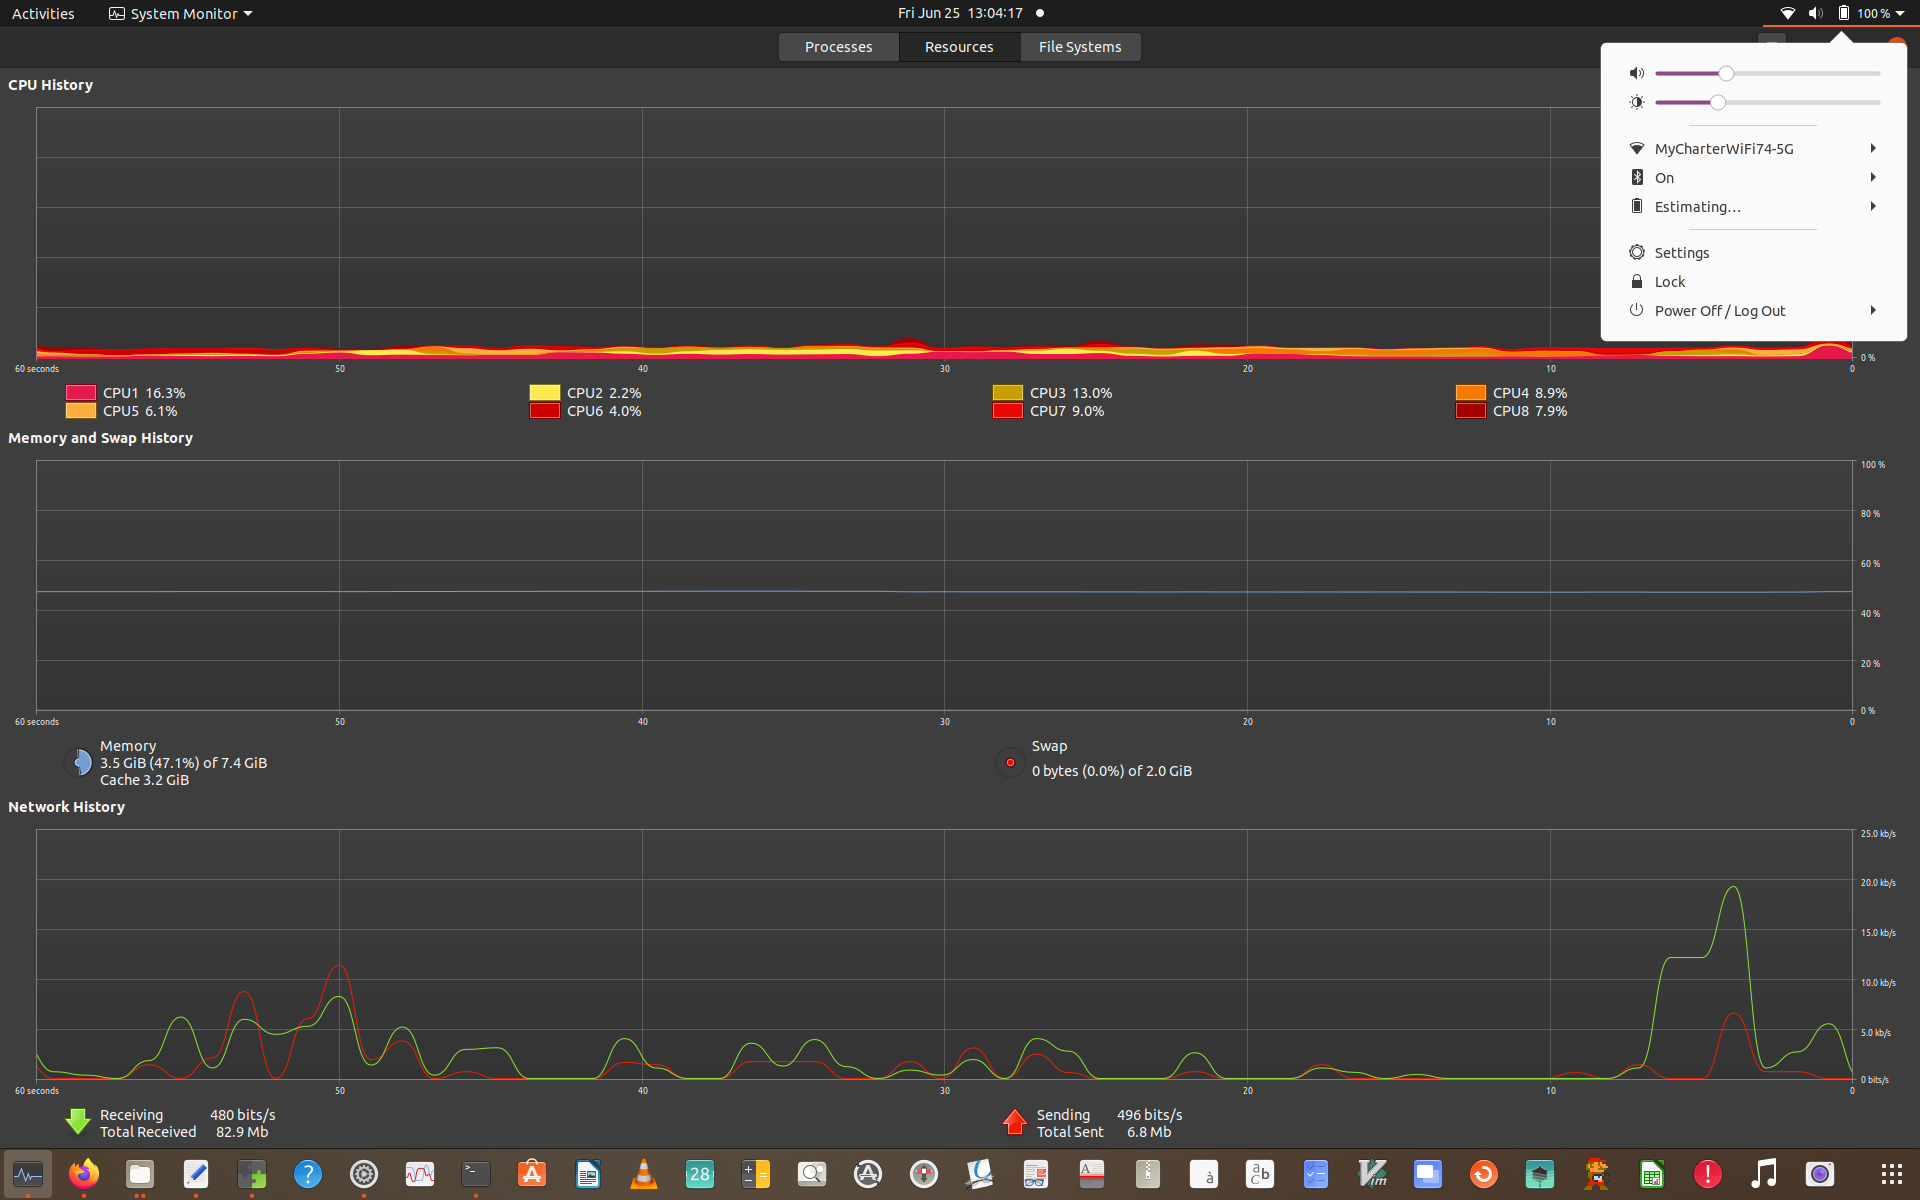 Activities System Monitor Fri Jun 25 13:04:17 100 %
Processes Resources File Systems
CPU History
MyCharterWiFi74-5G
On
Estimating…
Settings
Lock
Power Off / Log Out
0 %
60 seconds 50 40 30 20 10 0
CPU1 16.3% CPU2 2.2% CPU3 13.0% CPU4 8.9%
CPU5 6.1% CPU6 4.0% CPU7 9.0% CPU8 7.9%
Memory and Swap History
100 %
80 %
60 %
40 %
20 %
0 %
60 seconds 50 40 30 20 10 0
Memory
3.5 GiB (47.1%) of 7.4 GiB
Cache 3.2 GiB
Swap
0 bytes (0.0%) of 2.0 GiB
Network History
25.0 kb/s
20.0 kb/s
15.0 kb/s
10.0 kb/s
5.0 kb/s
0 bits/s
60 seconds 50 40 30 20 10 0
Receiving 480 bits/s
Total Received 82.9 Mb
Sending 496 bits/s
Total Sent 6.8 Mb
? >_ A 28 A A à a b c Vim !